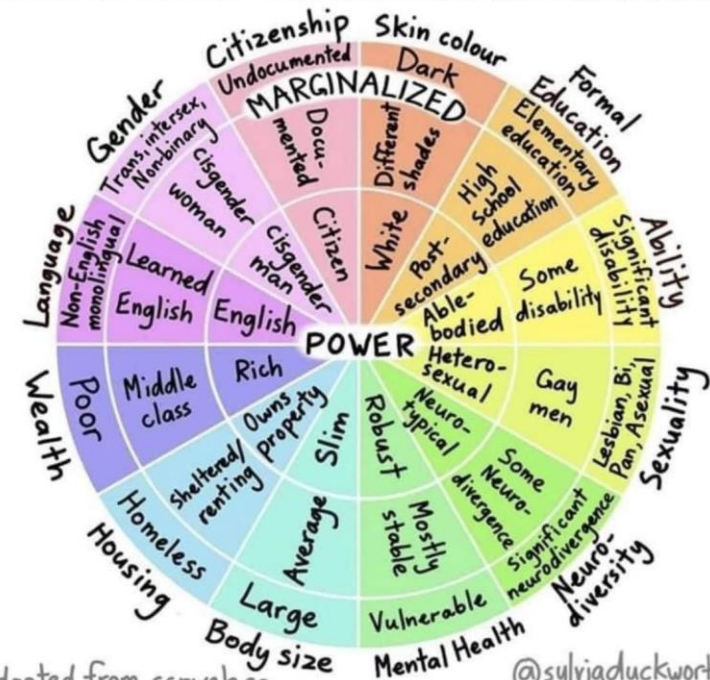 Citizenship
Undocumented
Docu-
mented
Citizen
Skin colour
Dark
Different
shades
White
Formal
Education
Elementary
education
High
School
education
Post-
secondary
Ability
Significant
disability
Some
disability
Able-
bodied
Sexuality
Lesbian, Bi,
Pan, Asexual
Gay
men
Hetero-
sexual
Neuro-
diversity
Significant
neurodivergence
Some
Neuro-
divergence
Neuro-
typical
Mental Health
Vulnerable
Mostly
stable
Robust
Body size
Large
Average
Slim
Housing
Homeless
Sheltered/
renting
Owns
property
Wealth
Poor
Middle
class
Rich
Language
Non-English
monolingual
Learned
English
English
Gender
Trans, intersex,
Non-binary
Cisgender
woman
Cisgender
man
MARGINALIZED
POWER
from
@sylviaduckwort